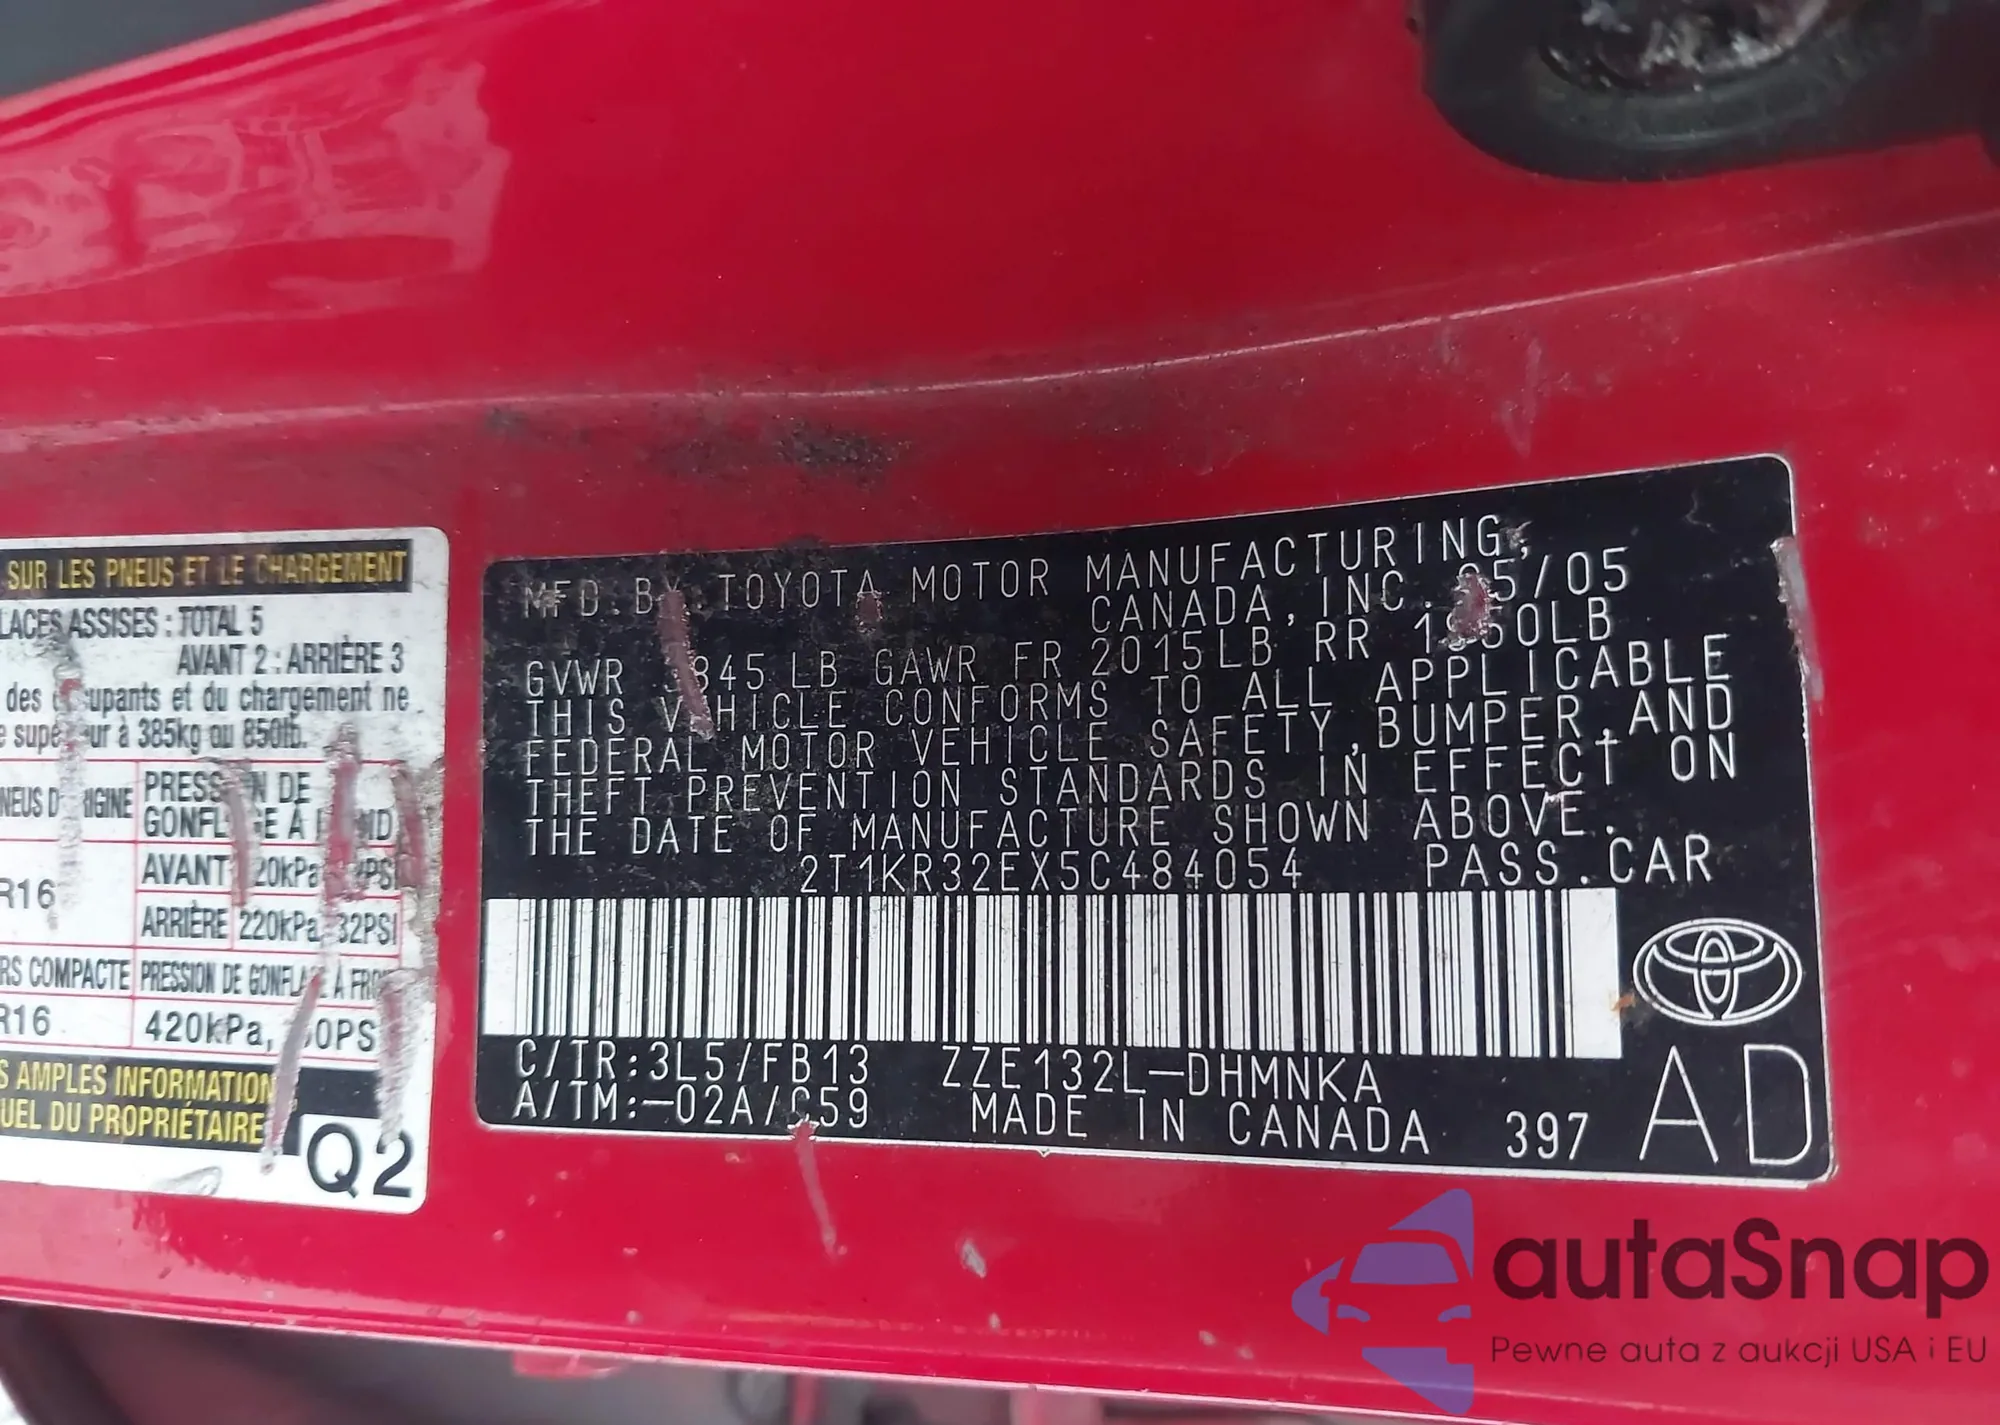 SUR LES PNEUS ET LE CHARGEMENT
PLACES ASSISES : TOTAL 5
AVANT 2 : ARRIÈRE 3
des et du chargement ne
à 385kg ou 850lb.
PRESSION DE
GONFLAGE À
AVANT
R16
ARRIÈRE 220kPa, 32PSI
COMPACTE PRESSION DE À
R16 420kPa,
AMPLES INFORMATION
DU PROPRIÉTAIRE
Q2
MFD. BY TOYOTA MOTOR MANUFACTURING,
CANADA, INC. 05/05
GVWR 3845 LB GAWR FR 2015LB RR
THIS VEHICLE CONFORMS TO ALL APPLICABLE
FEDERAL MOTOR VEHICLE SAFETY, BUMPER, AND
THEFT PREVENTION STANDARDS IN EFFECT ON
THE DATE OF MANUFACTURE SHOWN ABOVE.
2T1KR32EX5C484054 PASS.CAR
C/TR:3L5/FB13 ZZE132L-DHMNKA
A/TM:-02A/C59 MADE IN CANADA 397 AD
autaSnap
Pewne auta z aukcji USA i EU